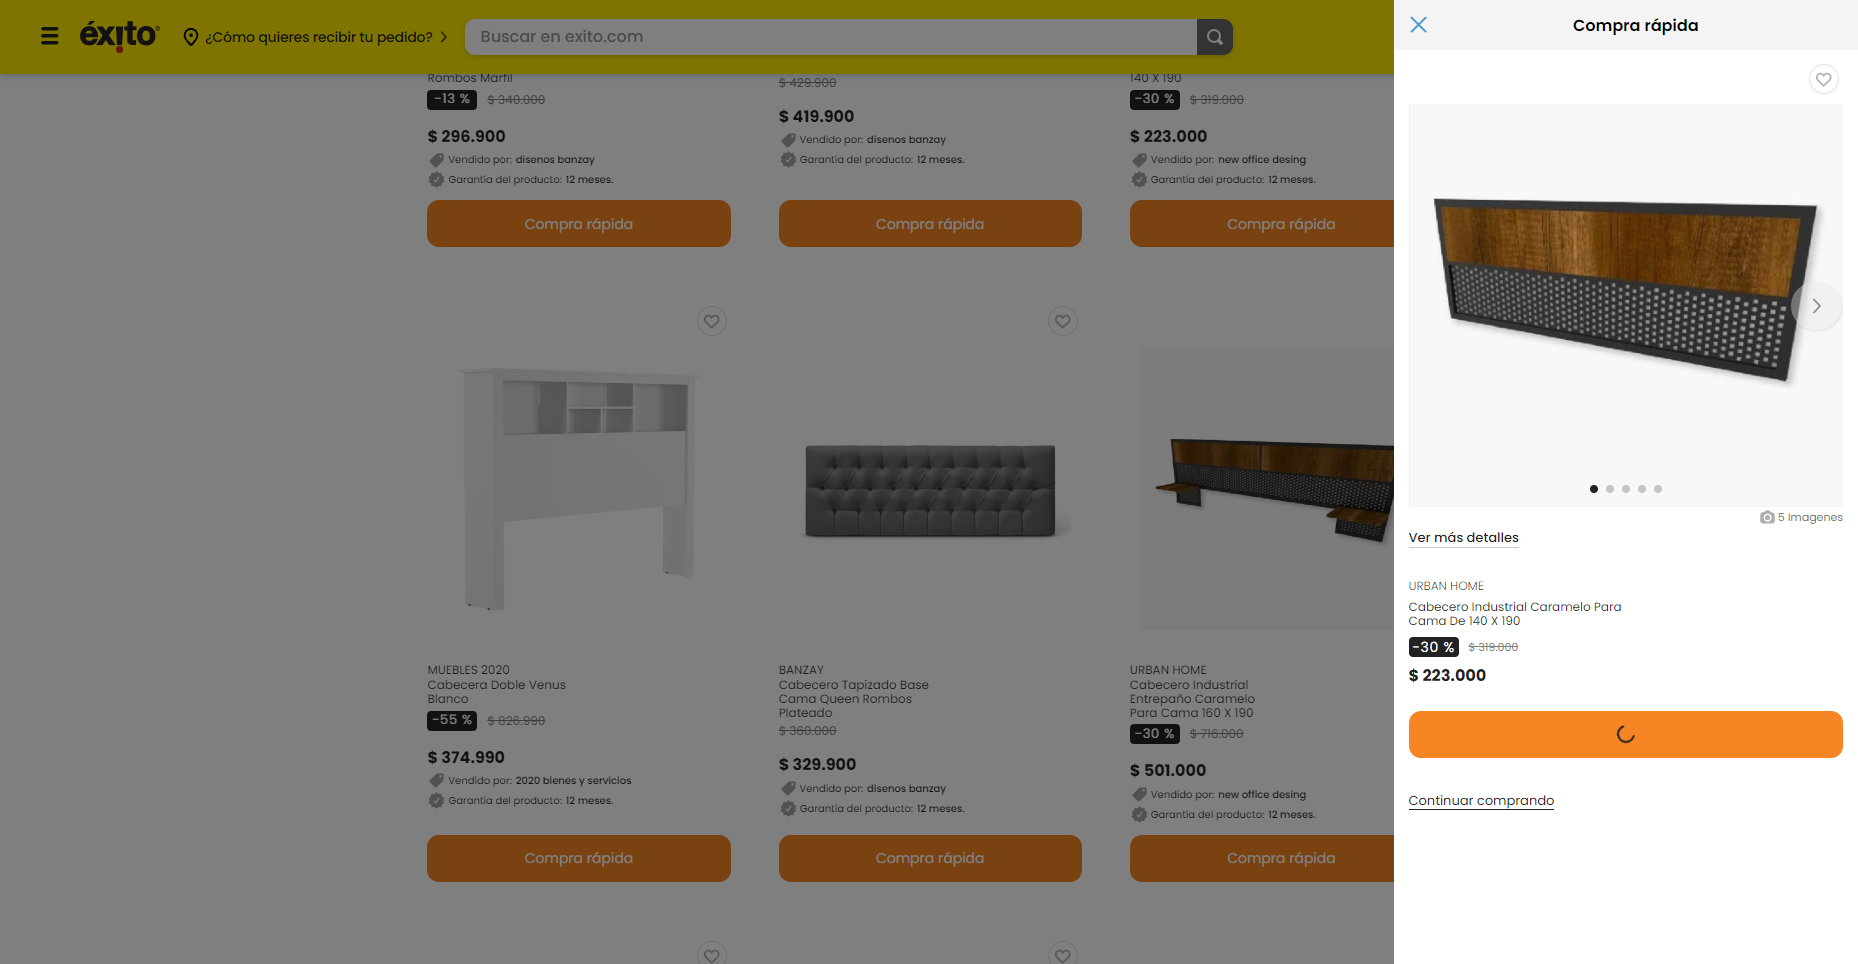 éxito
¿Cómo quieres recibir tu pedido?
Buscar en exito.com
Rombos Marfil
-13 % $ 340.000
$ 296.900
Vendido por: disenos banzay
Garantía del producto: 12 meses.
Compra rápida
$ 429.900
$ 419.900
Vendido por: disenos banzay
Garantía del producto: 12 meses.
Compra rápida
140 X 190
-30 % $ 319.000
$ 223.000
Vendido por: new office desing
Garantía del producto: 12 meses.
Compra rápida
MUEBLES 2020
Cabecera Doble Venus
Blanco
-55 % $ 826.990
$ 374.990
Vendido por: 2020 bienes y servicios
Garantía del producto: 12 meses.
Compra rápida
BANZAY
Cabecero Tapizado Base
Cama Queen Rombos
Plateado
$ 360.000
$ 329.900
Vendido por: disenos banzay
Garantía del producto: 12 meses.
Compra rápida
URBAN HOME
Cabecero Industrial
Entrepaño Caramelo
Para Cama 160 X 190
-30 % $ 716.000
$ 501.000
Vendido por: new office desing
Garantía del producto: 12 meses.
Compra rápida
Compra rápida
5 Imagenes
Ver más detalles
URBAN HOME
Cabecero Industrial Caramelo Para
Cama De 140 X 190
-30 % $ 319.000
$ 223.000
Continuar comprando